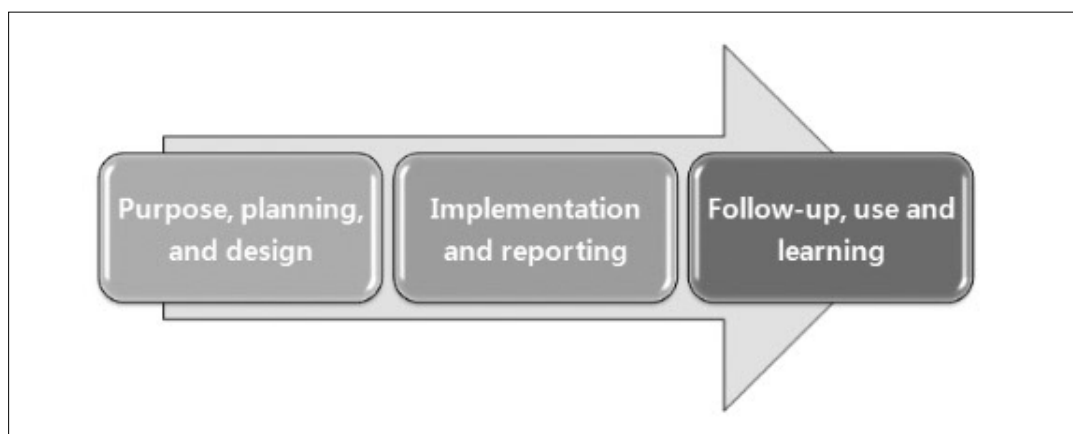 Purpose, planning,
and design
Implementation
and reporting
Follow-up, use and
learning